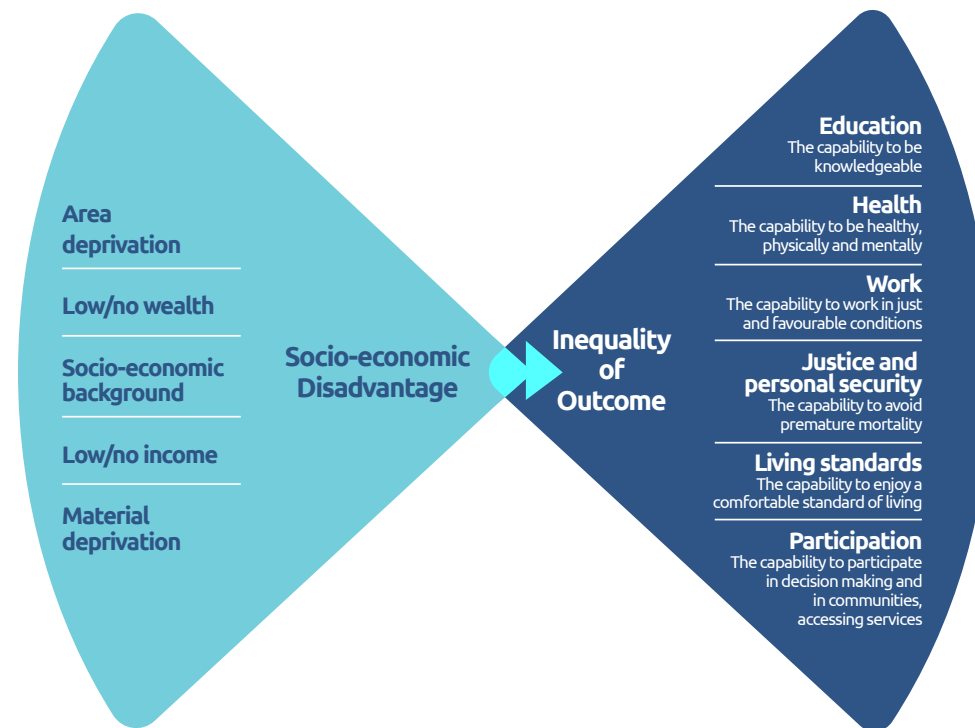 Area
deprivation
Low/no wealth
Socio-economic
background
Low/no income
Material
deprivation
Socio-economic
Disadvantage
Inequality
of
Outcome
Education
The capability to be
knowledgeable
Health
The capability to be healthy,
physically and mentally
Work
The capability to work in just
and favourable conditions
Justice and
personal security
The capability to avoid
premature mortality
Living standards
The capability to enjoy a
comfortable standard of living
Participation
The capability to participate
in decision making and
in communities,
accessing services